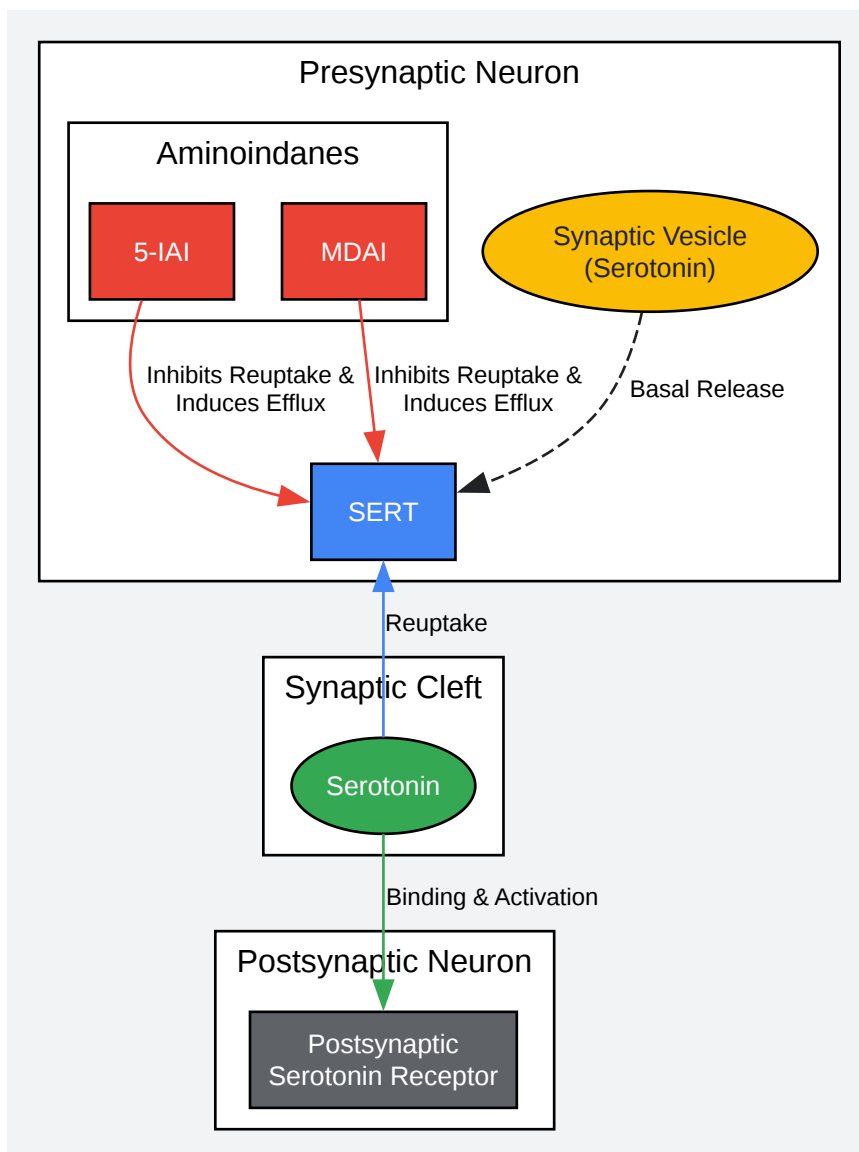 Presynaptic Neuron
Aminoindanes
5-IAI
MDAI
Synaptic Vesicle
(Serotonin)
Inhibits Reuptake &
Induces Efflux
Inhibits Reuptake &
Induces Efflux
Basal Release
SERT
Reuptake
Synaptic Cleft
Serotonin
Binding & Activation
Postsynaptic Neuron
Postsynaptic
Serotonin Receptor